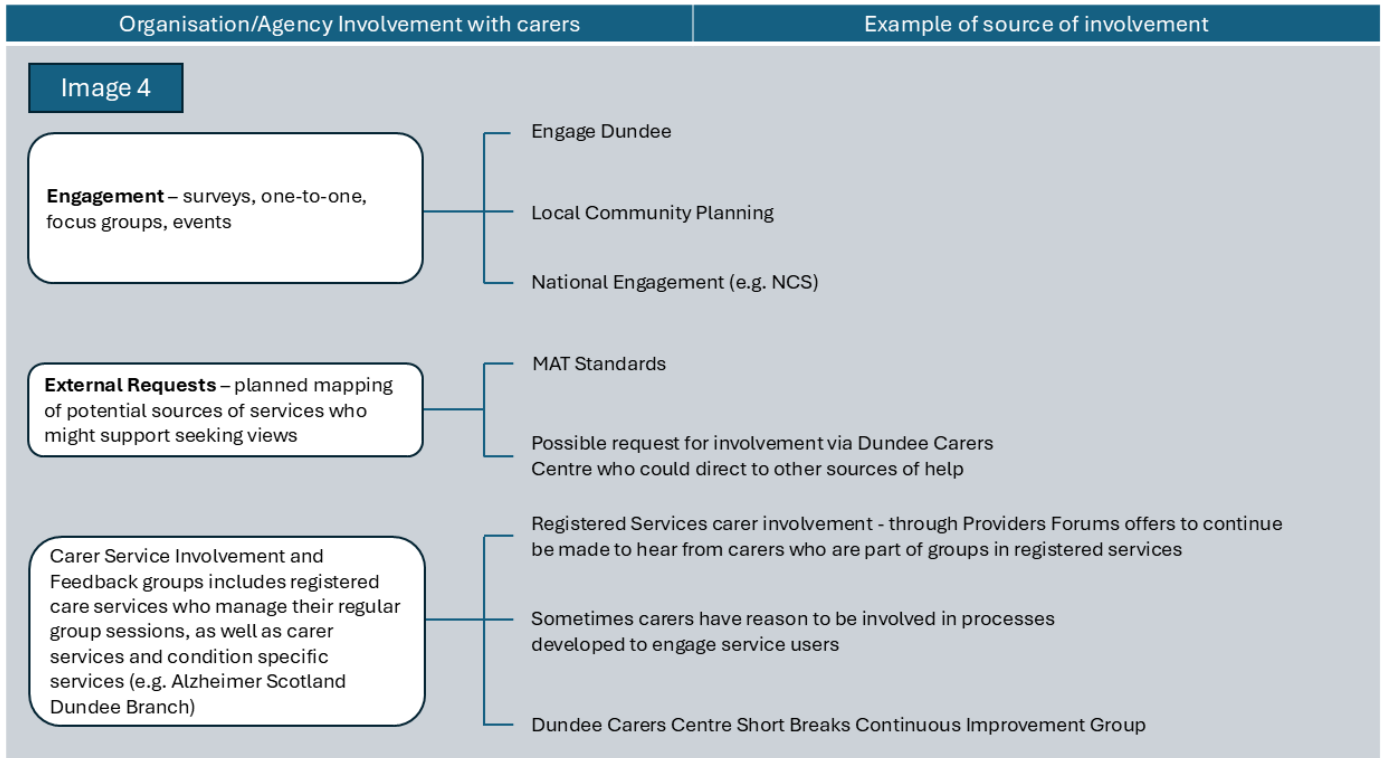 Organisation/Agency Involvement with carers
Example of source of involvement
Image 4
Engagement – surveys, one-to-one,
focus groups, events
Engage Dundee
Local Community Planning
National Engagement (e.g. NCS)
External Requests – planned mapping
of potential sources of services who
might support seeking views
MAT Standards
Possible request for involvement via Dundee Carers
Centre who could direct to other sources of help
Carer Service Involvement and
Feedback groups includes registered
care services who manage their regular
group sessions, as well as carer
services and condition specific
services (e.g. Alzheimer Scotland
Dundee Branch)
Registered Services carer involvement - through Providers Forums offers to continue
be made to hear from carers who are part of groups in registered services
Sometimes carers have reason to be involved in processes
developed to engage service users
Dundee Carers Centre Short Breaks Continuous Improvement Group